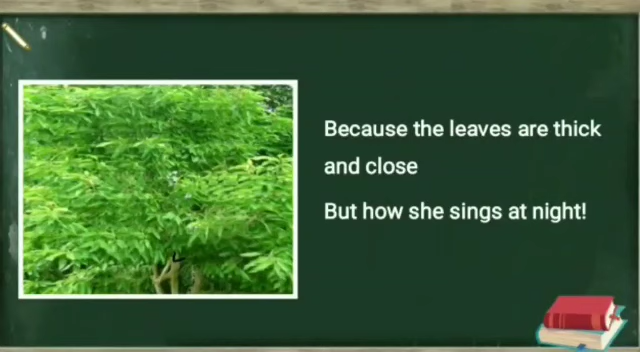 Because the leaves are thick
and close
But how she sings at night!